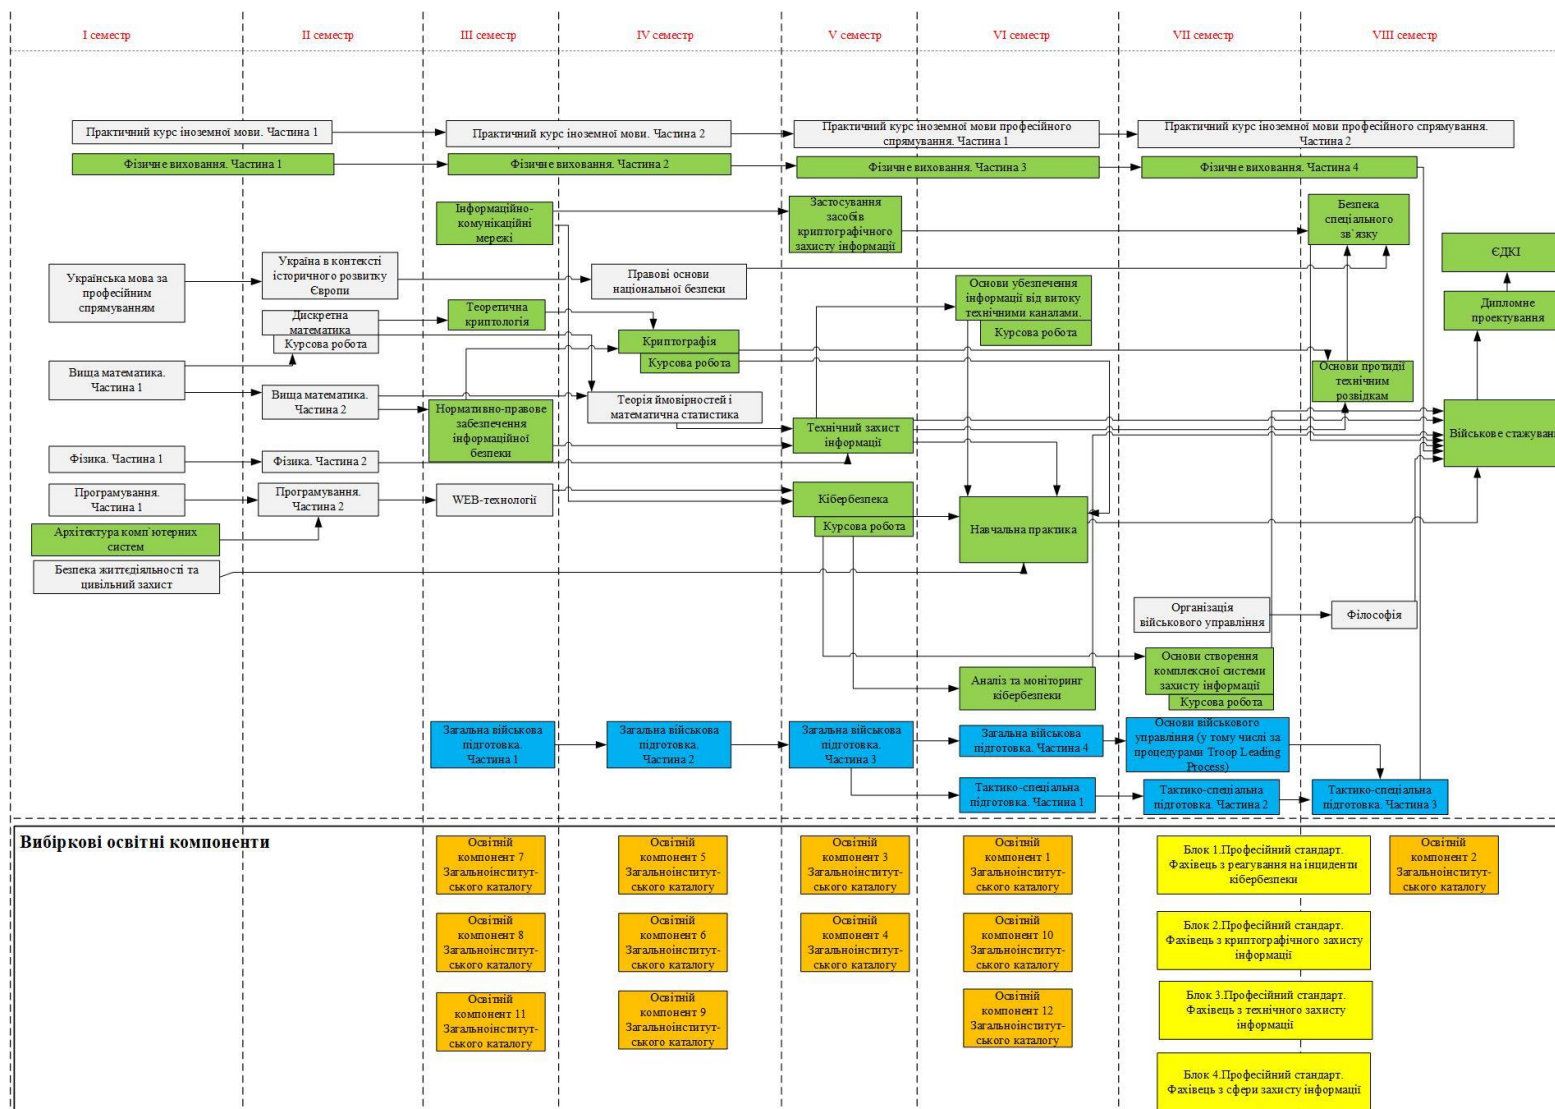 I семестр
II семестр
III семестр
IV семестр
V семестр
VI семестр
VII семестр
VIII семестр
Практичний курс іноземної мови. Частина 1
Практичний курс іноземної мови. Частина 2
Практичний курс іноземної мови професійного
спрямування. Частина 1
Практичний курс іноземної мови професійного спрямування.
Частина 2
Фізичне виховання. Частина 1
Фізичне виховання. Частина 2
Фізичне виховання. Частина 3
Фізичне виховання. Частина 4
Інформаційно-
комунікаційні
мережі
Застосування
засобів
криптографічного
захисту інформації
Безпека
спеціального
зв`язку
Українська мова за
професійним
спрямуванням
Україна в контексті
історичного розвитку
Європи
Правові основи
національної безпеки
Основи убезпечення
інформації від витоку
технічними каналами.
Курсова робота
ЄДКІ
Дипломне
проектування
Дискретна
математика
Курсова робота
Теоретична
криптологія
Криптографія
Курсова робота
Вища математика.
Частина 1
Вища математика.
Частина 2
Нормативно-правове
забезпечення
інформаційної
безпеки
Теорія ймовірностей і
математична статистика
Технічний захист
інформації
Основи протидії
технічним
розвідкам
Військове стажуван
Фізика. Частина 1
Фізика. Частина 2
Програмування.
Частина 1
Програмування.
Частина 2
WEB-технології
Кібербезпека
Курсова робота
Навчальна практика
Архітектура комп`ютерних
систем
Безпека життєдіяльності та
цивільний захист
Організація
військового управління
Філософія
Аналіз та моніторинг
кібербезпеки
Основи створення
комплексної системи
захисту інформації
Курсова робота
Загальна військова
підготовка.
Частина 1
Загальна військова
підготовка.
Частина 2
Загальна військова
підготовка.
Частина 3
Загальна військова
підготовка. Частина 4
Основи військового
управління (у тому числі за
процедурами Troop Leading
Process)
Тактико-спеціальна
підготовка. Частина 1
Тактико-спеціальна
підготовка. Частина 2
Тактико-спеціальна
підготовка. Частина 3
Вибіркові освітні компоненти
Освітній
компонент 7
Загальноінститут-
ського каталогу
Освітній
компонент 5
Загальноінститут-
ського каталогу
Освітній
компонент 3
Загальноінститут-
ського каталогу
Освітній
компонент 1
Загальноінститут-
ського каталогу
Блок 1.Професійний стандарт.
Фахівець з реагування на інциденти
кібербезпеки
Освітній
компонент 2
Загальноінститут-
ського каталогу
Освітній
компонент 8
Загальноінститут-
ського каталогу
Освітній
компонент 6
Загальноінститут-
ського каталогу
Освітній
компонент 4
Загальноінститут-
ського каталогу
Освітній
компонент 10
Загальноінститут-
ського каталогу
Блок 2.Професійний стандарт.
Фахівець з криптографічного захисту
інформації
Освітній
компонент 11
Загальноінститут-
ського каталогу
Освітній
компонент 9
Загальноінститут-
ського каталогу
Освітній
компонент 12
Загальноінститут-
ського каталогу
Блок 3.Професійний стандарт.
Фахівець з технічного захисту
інформації
Блок 4.Професійний стандарт.
Фахівець з сфери захисту інформації